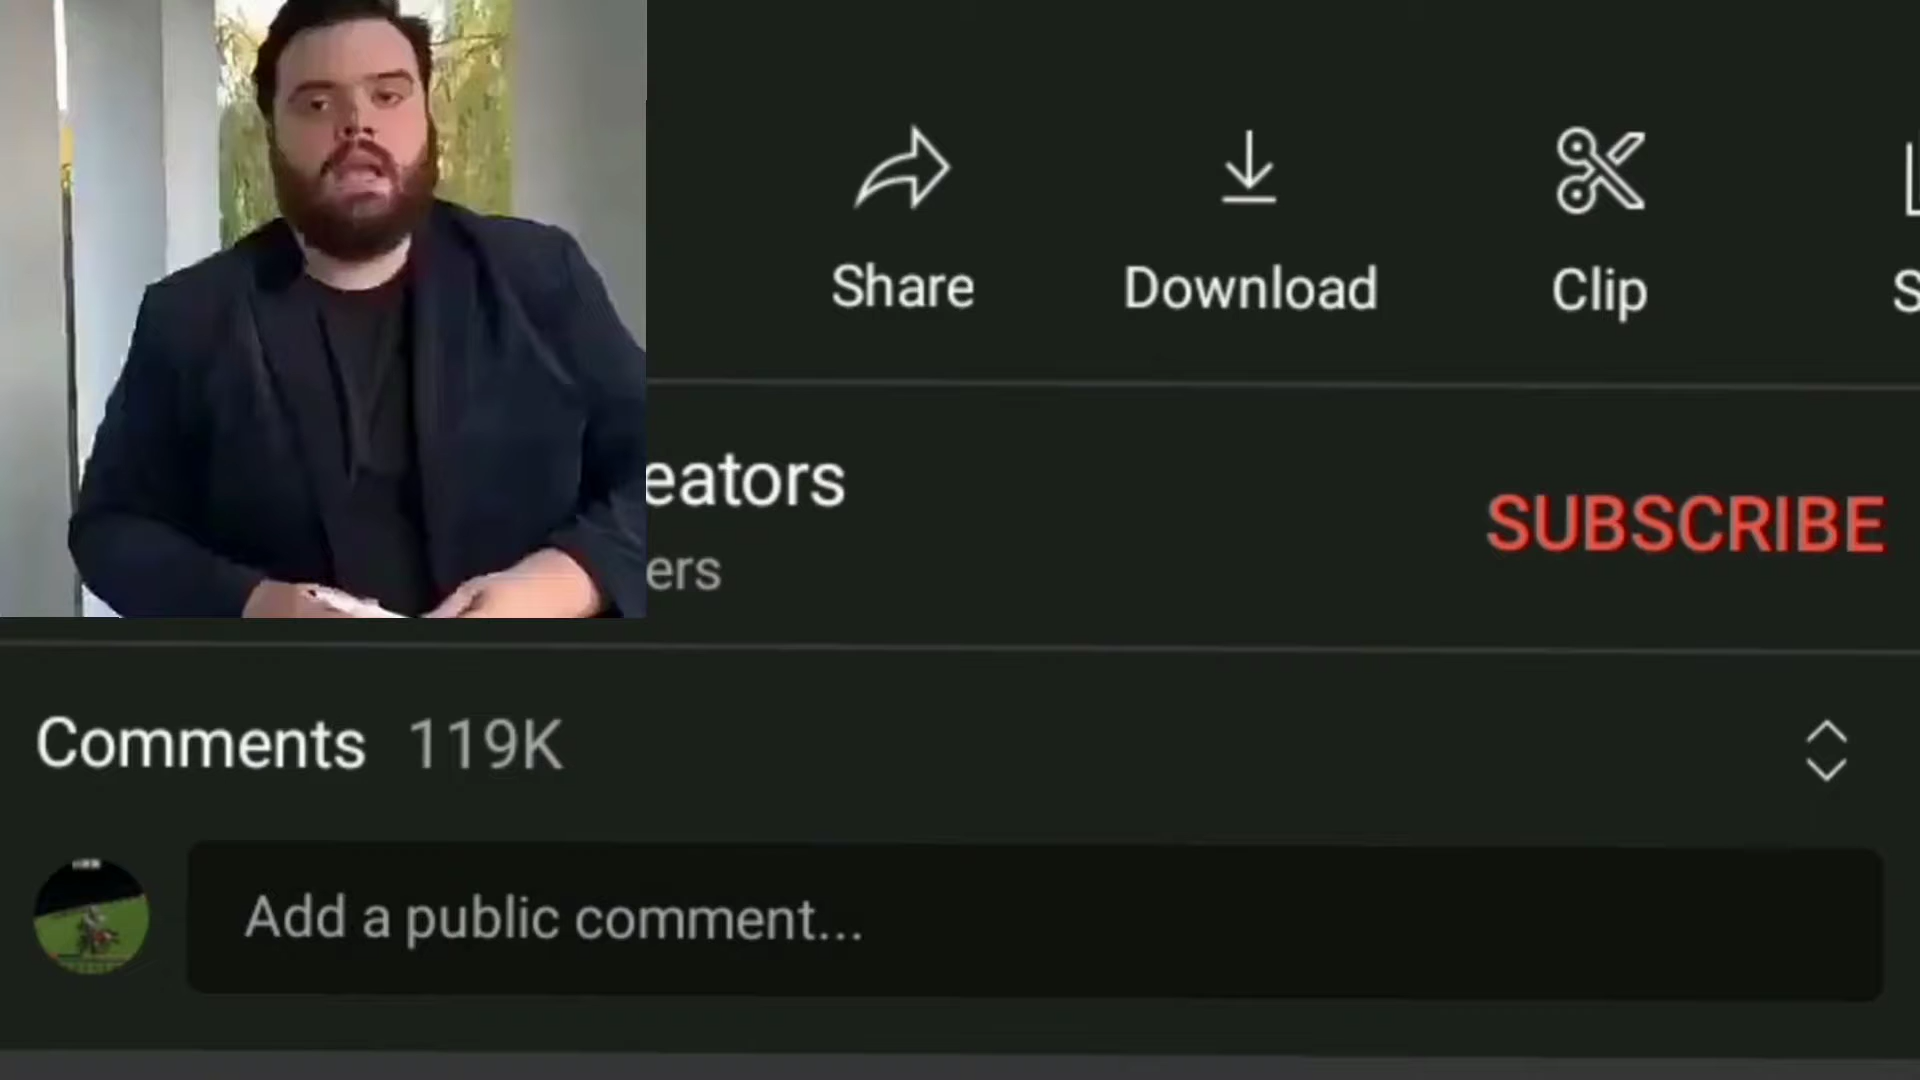 Share Download Clip S
eators
SUBSCRIBE
ers
Comments 119K
Add a public comment...